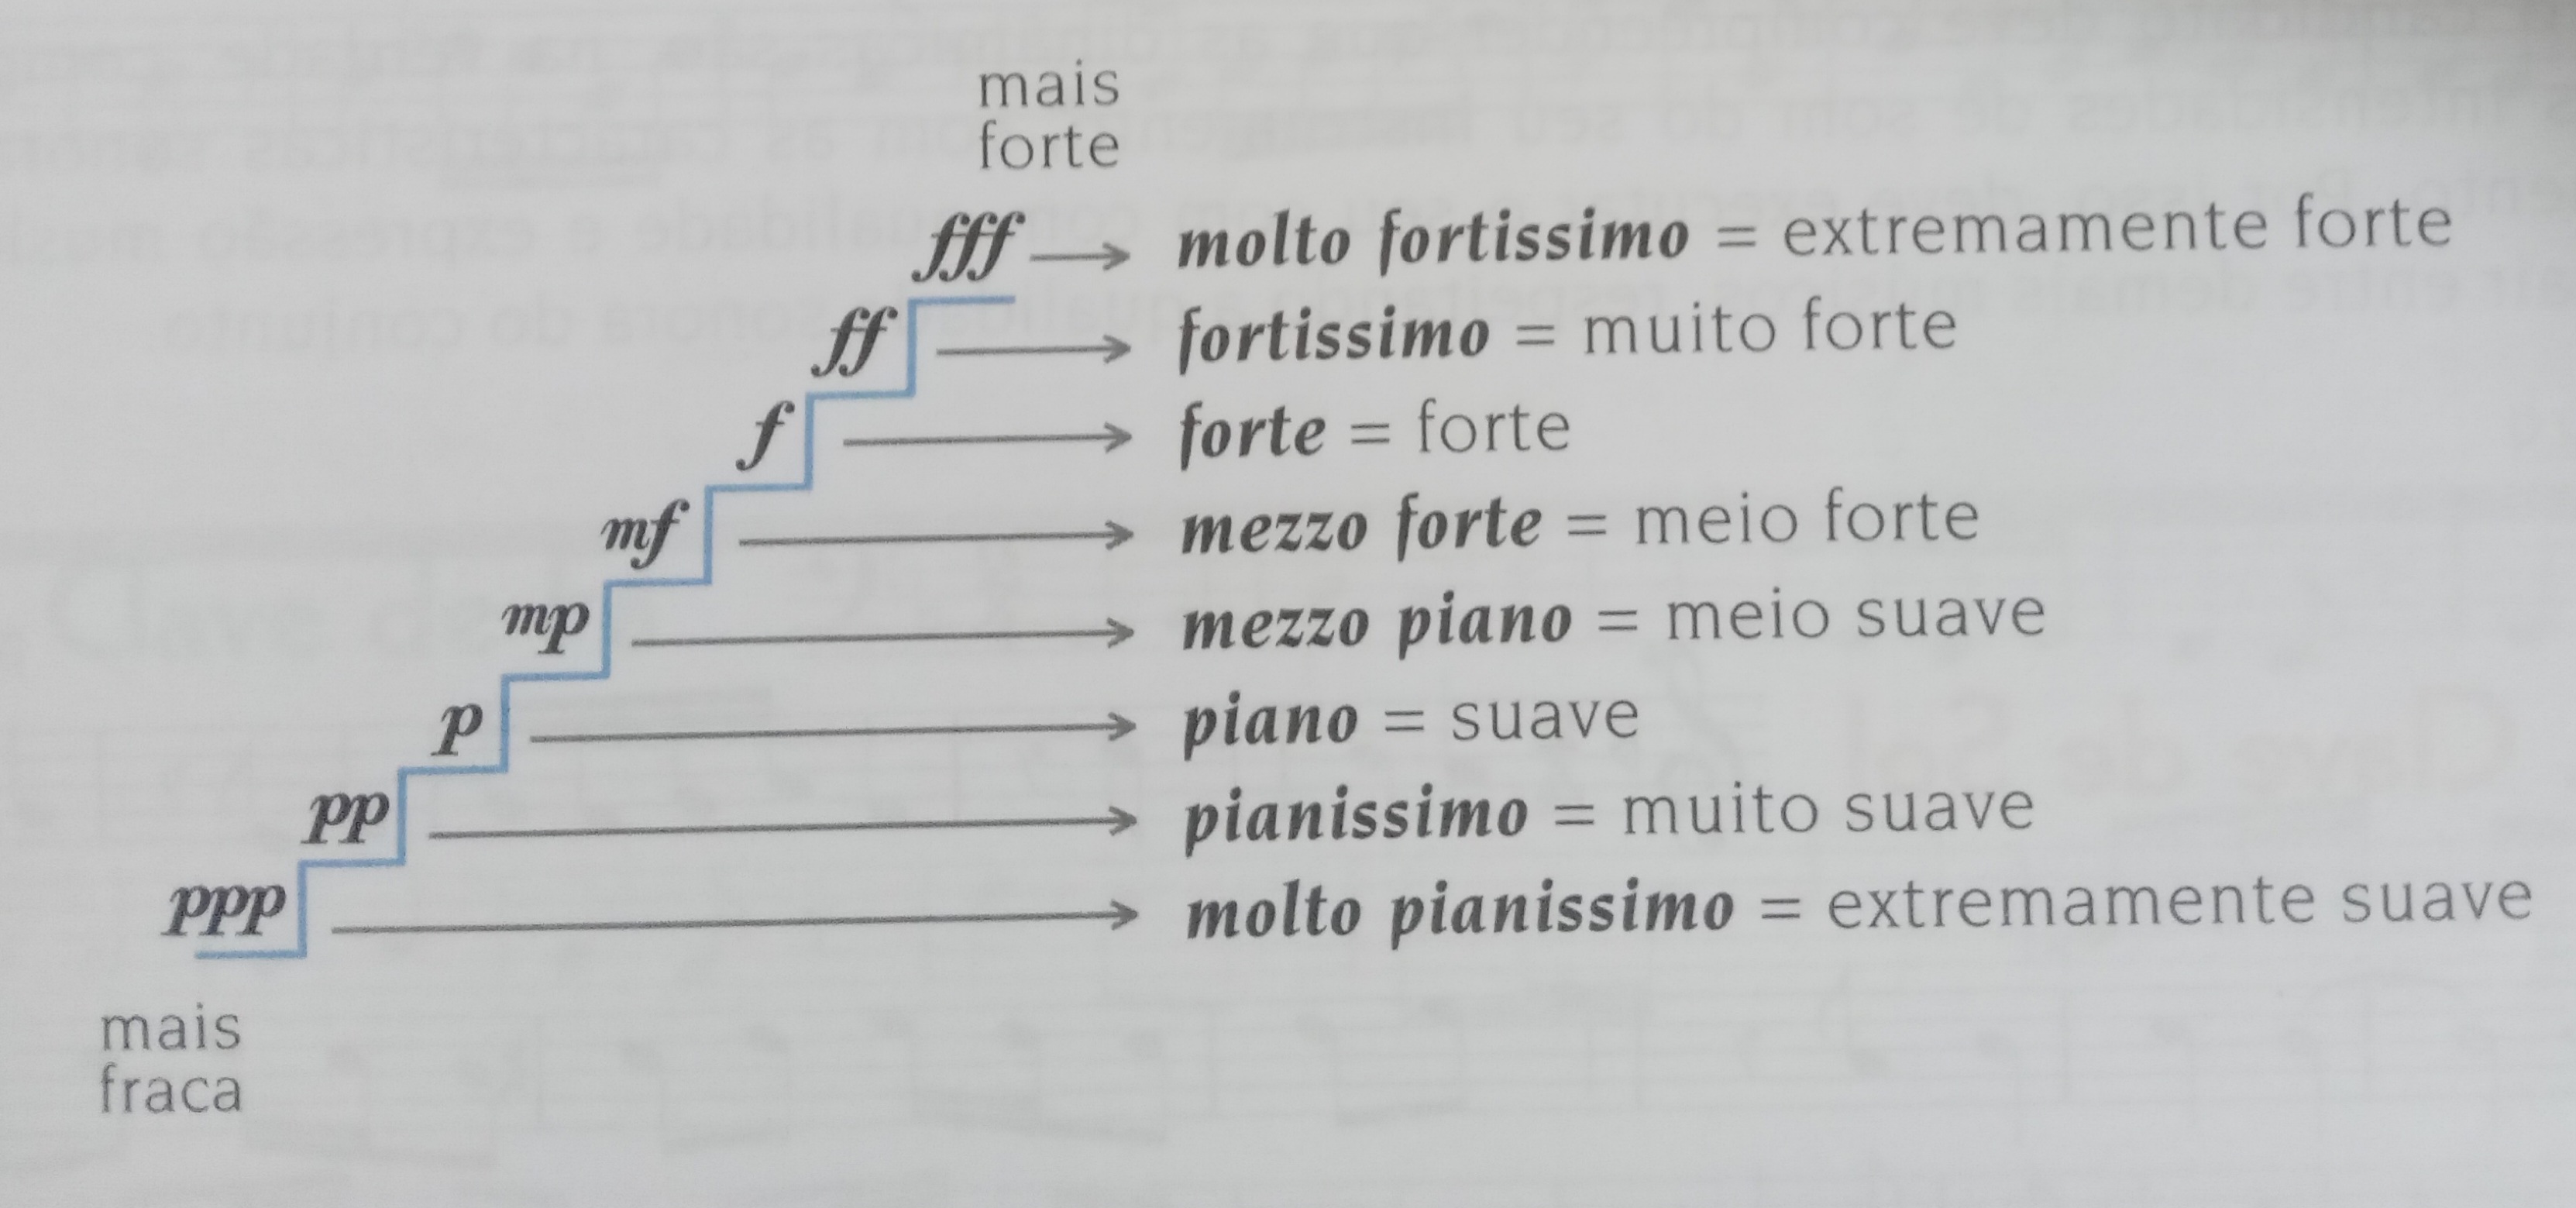 mais
forte
fff → molto fortissimo = extremamente forte
ff → fortissimo = muito forte
f → forte = forte
mf → mezzo forte = meio forte
mp → mezzo piano = meio suave
p → piano = suave
pp → pianissimo = muito suave
ppp → molto pianissimo = extremamente suave
mais
fraca